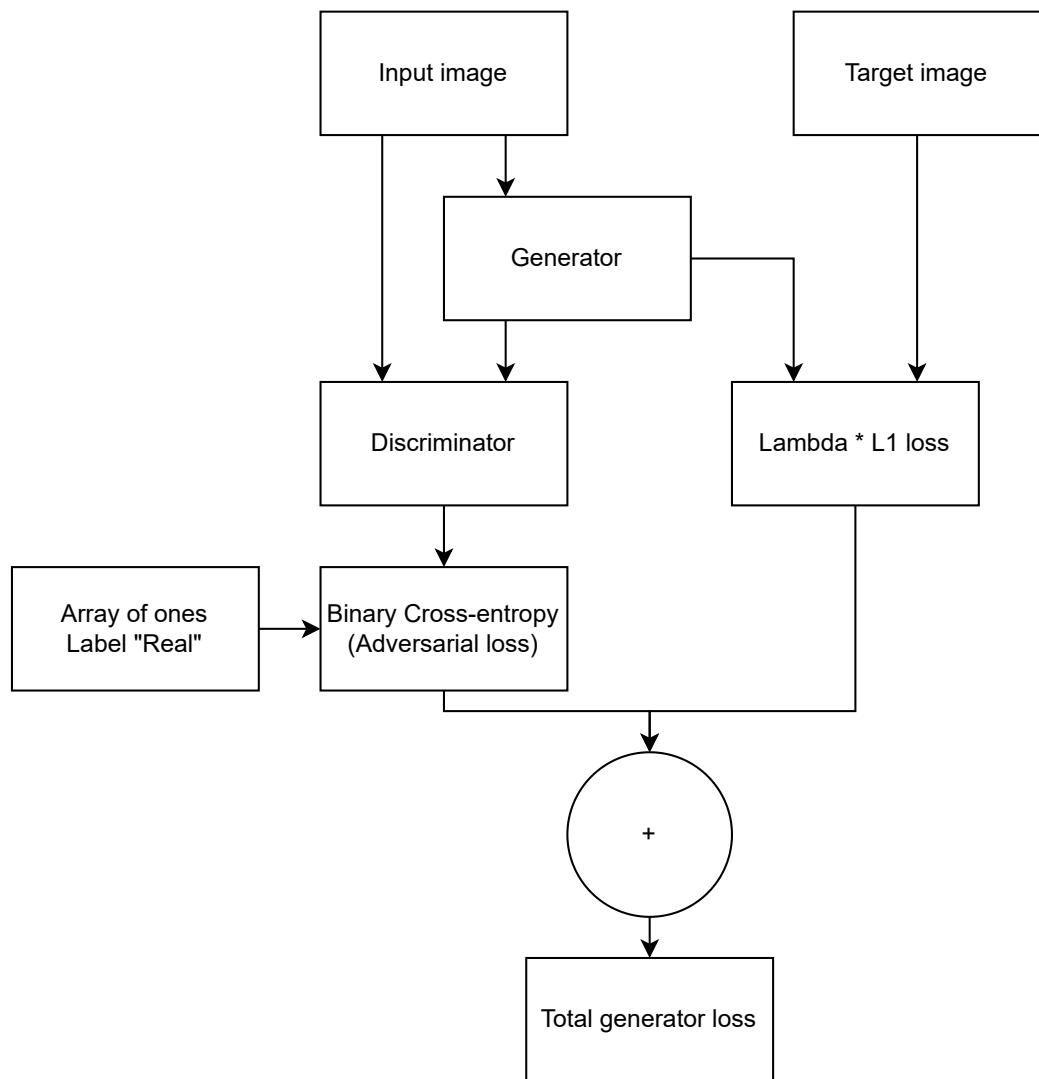 Input image
Target image
Generator
Discriminator
Lambda * L1 loss
Array of ones
Label "Real"
Binary Cross-entropy
(Adversarial loss)
+
Total generator loss